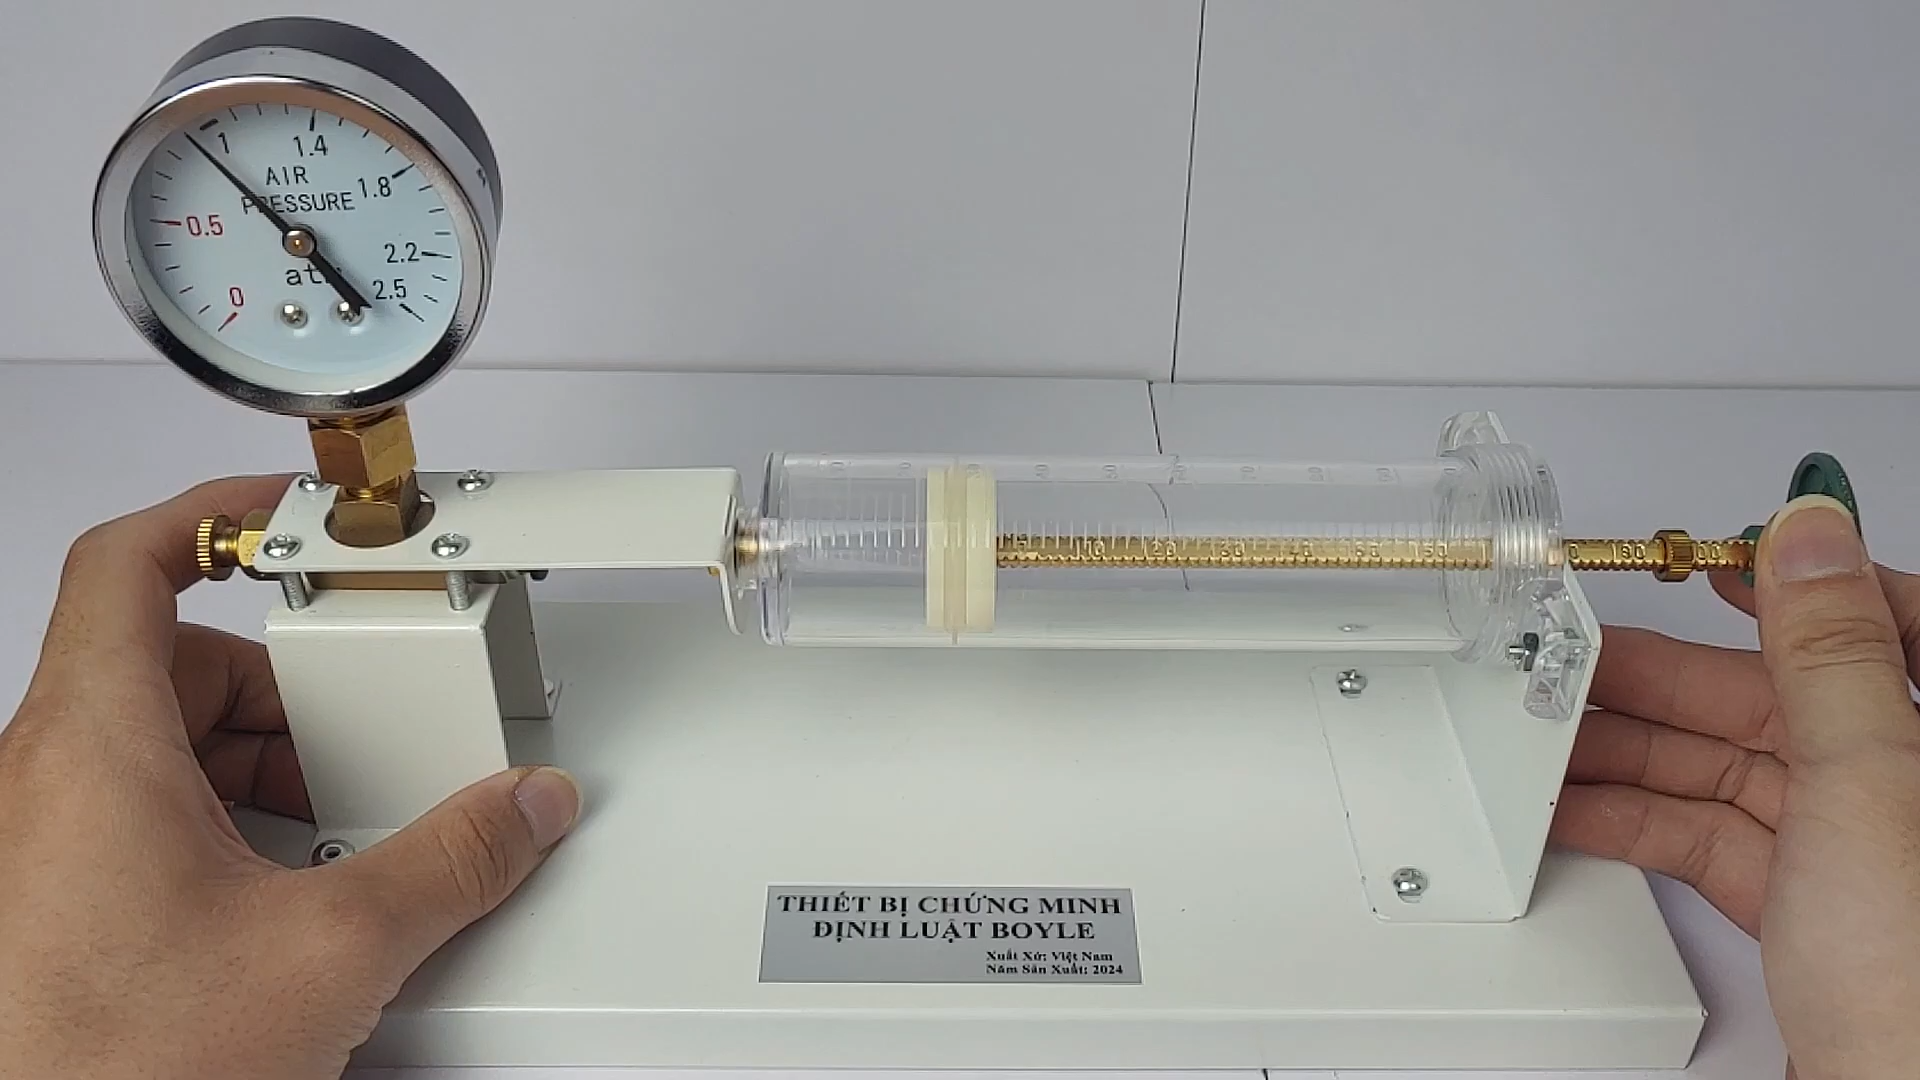 1
1.4
AIR
PRESSURE
1.8
0.5
2.2
atm
2.5
0
THIẾT BỊ CHỨNG MINH
ĐỊNH LUẬT BOYLE
Xuất Xứ: Việt Nam
Năm Sản Xuất: 2024